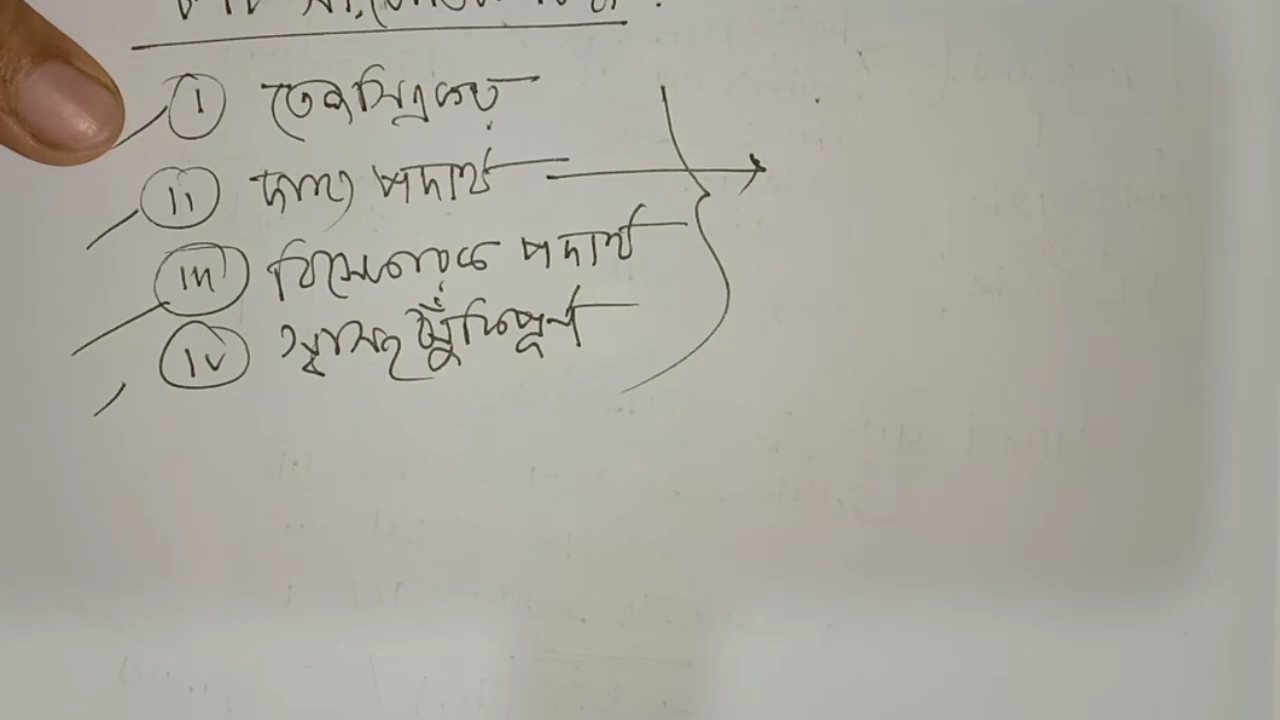 (i) তেজস্ক্রিয়
(ii) দাহ্য পদার্থ
(iii) বিস্ফোরক পদার্থ
(iv) স্বাস্থ্য ঝুঁকিপূর্ণ